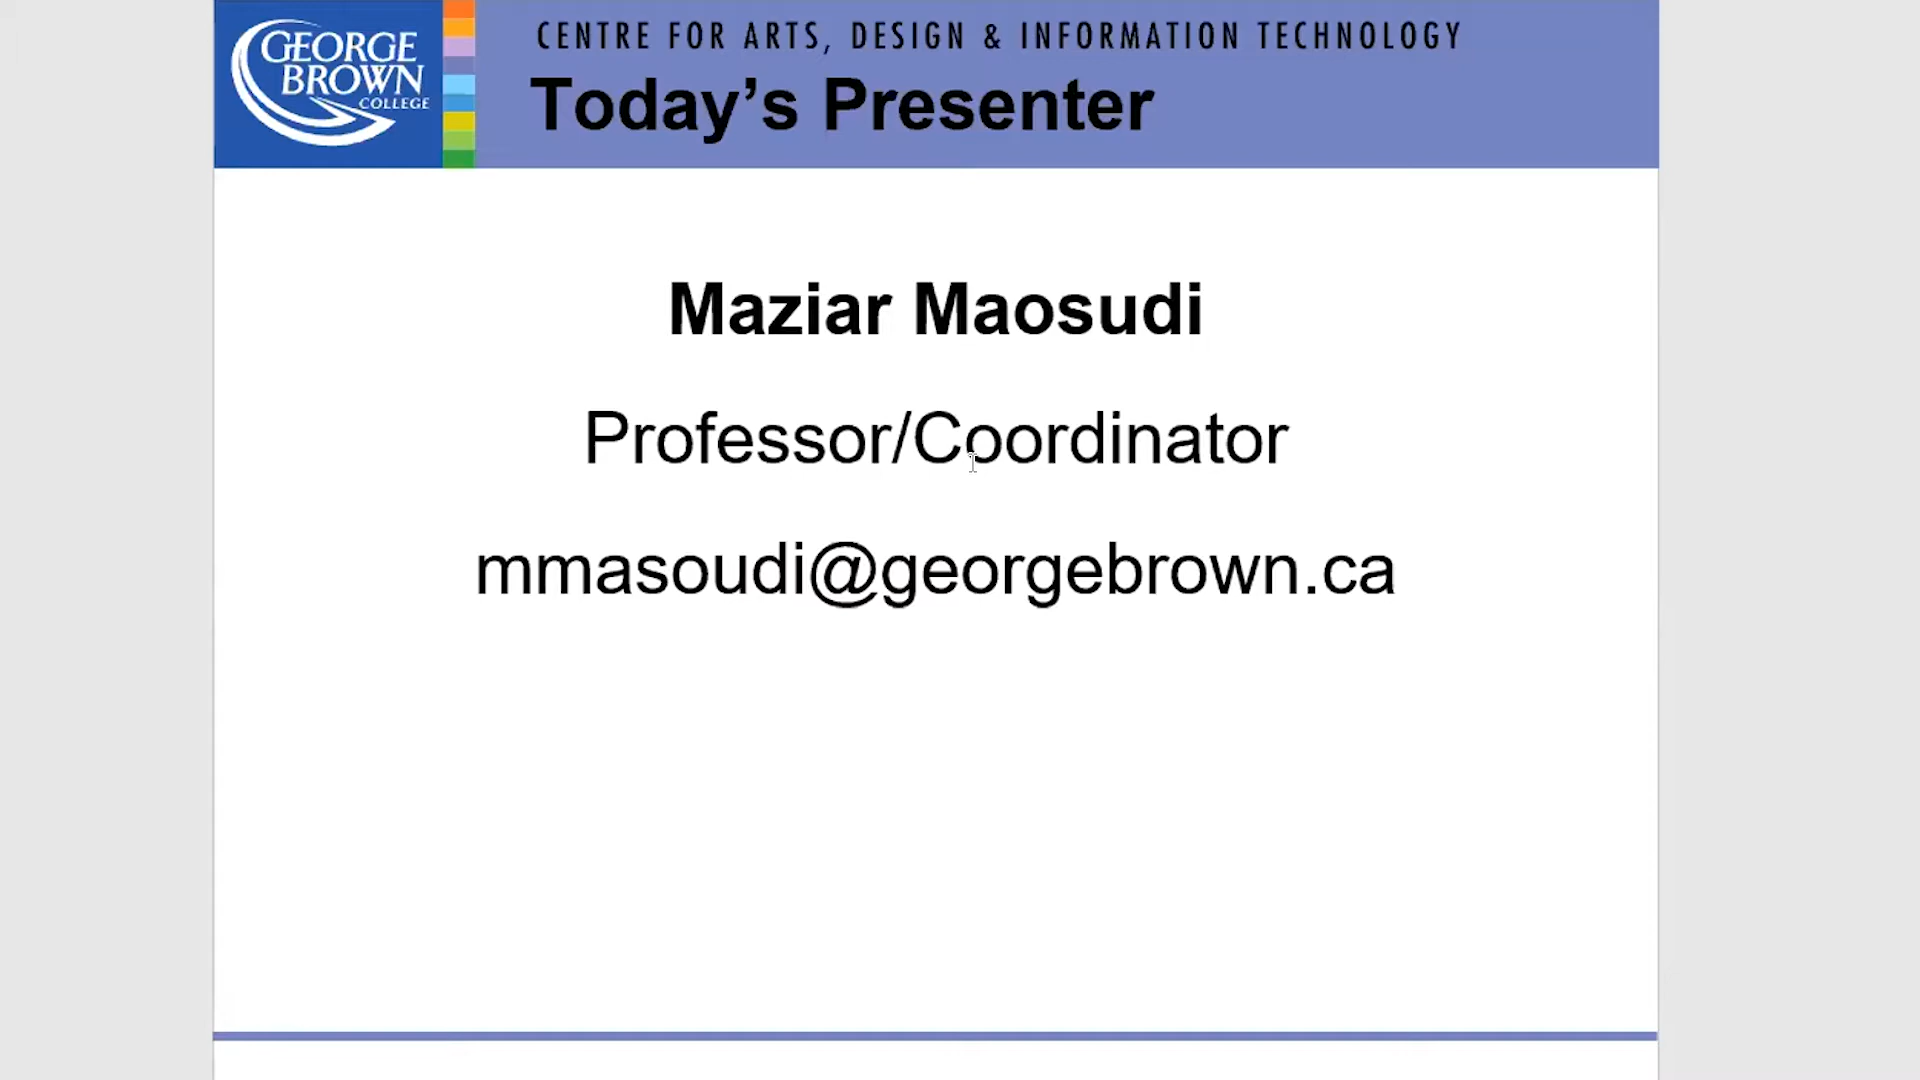 GEORGE
BROWN
COLLEGE
CENTRE FOR ARTS, DESIGN & INFORMATION TECHNOLOGY
Today’s Presenter
Maziar Maosudi
Professor/Coordinator
mmasoudi@georgebrown.ca